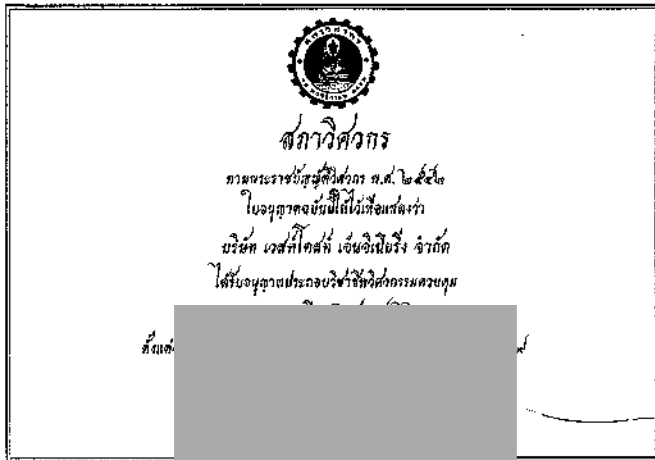 สภาวิศวกร
ตามพระราชบัญญัติวิศวกร พ.ศ. ๒๕๔๒
ใบอนุญาตฉบับนี้ให้ไว้เพื่อแสดงว่า
บริษัท เวสท์โคสท์ เอ็นจิเนียริ่ง จำกัด
ได้รับอนุญาตประกอบวิชาชีพวิศวกรรมควบคุม
ตั้งแต่